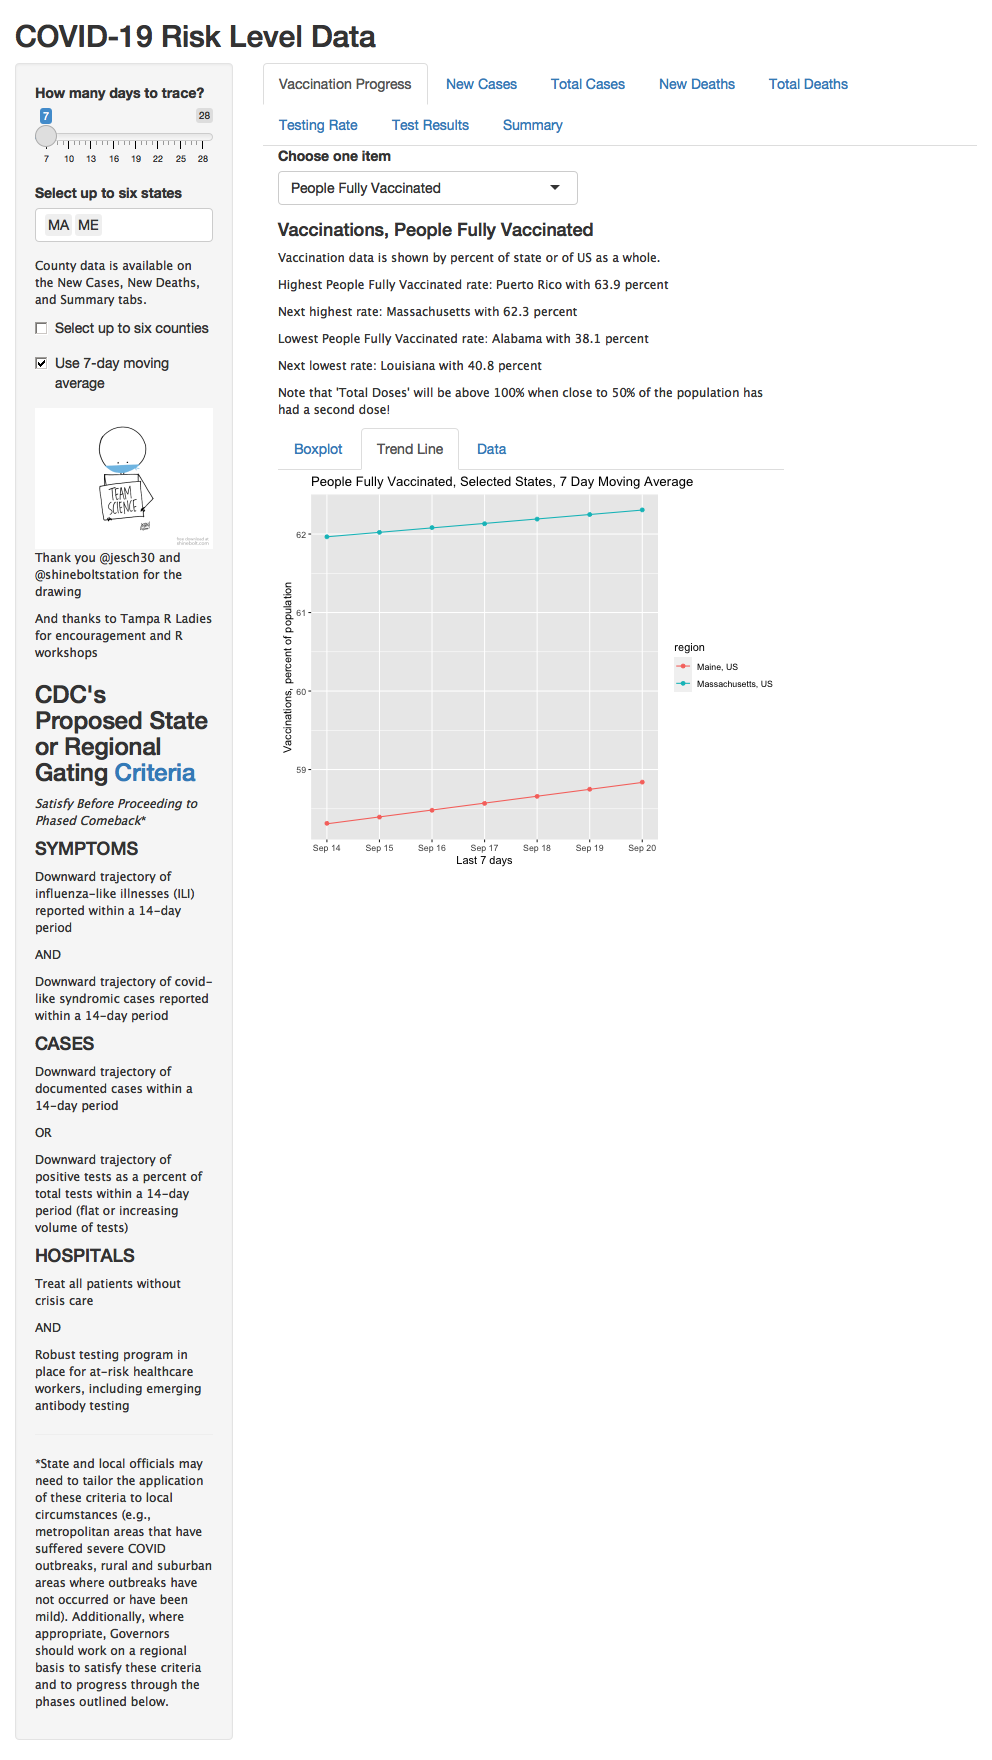 COVID-19 Risk Level Data
How many days to trace?
7 28
7 10 13 16 19 22 25 28
Select up to six states
MA ME
County data is available on
the New Cases, New Deaths,
and Summary tabs.
Select up to six counties
Use 7-day moving
average
TEAM
SCIENCE
Thank you @jesch30 and
@shineboltstation for the
drawing
And thanks to Tampa R Ladies
for encouragement and R
workshops
CDC's
Proposed State
or Regional
Gating Criteria
Satisfy Before Proceeding to
Phased Comeback*
SYMPTOMS
Downward trajectory of
influenza-like illnesses (ILI)
reported within a 14-day
period
AND
Downward trajectory of covid-
like syndromic cases reported
within a 14-day period
CASES
Downward trajectory of
documented cases within a
14-day period
OR
Downward trajectory of
positive tests as a percent of
total tests within a 14-day
period (flat or increasing
volume of tests)
HOSPITALS
Treat all patients without
crisis care
AND
Robust testing program in
place for at-risk healthcare
workers, including emerging
antibody testing
*State and local officials may
need to tailor the application
of these criteria to local
circumstances (e.g.,
metropolitan areas that have
suffered severe COVID
outbreaks, rural and suburban
areas where outbreaks have
not occurred or have been
mild). Additionally, where
appropriate, Governors
should work on a regional
basis to satisfy these criteria
and to progress through the
phases outlined below.
Vaccination Progress New Cases Total Cases New Deaths Total Deaths
Testing Rate Test Results Summary
Choose one item
People Fully Vaccinated
Vaccinations, People Fully Vaccinated
Vaccination data is shown by percent of state or of US as a whole.
Highest People Fully Vaccinated rate: Puerto Rico with 63.9 percent
Next highest rate: Massachusetts with 62.3 percent
Lowest People Fully Vaccinated rate: Alabama with 38.1 percent
Next lowest rate: Louisiana with 40.8 percent
Note that 'Total Doses' will be above 100% when close to 50% of the population has
had a second dose!
Boxplot Trend Line Data
People Fully Vaccinated, Selected States, 7 Day Moving Average
Vaccinations, percent of population
62
61
60
59
Sep 14 Sep 15 Sep 16 Sep 17 Sep 18 Sep 19 Sep 20
Last 7 days
region
Maine, US
Massachusetts, US